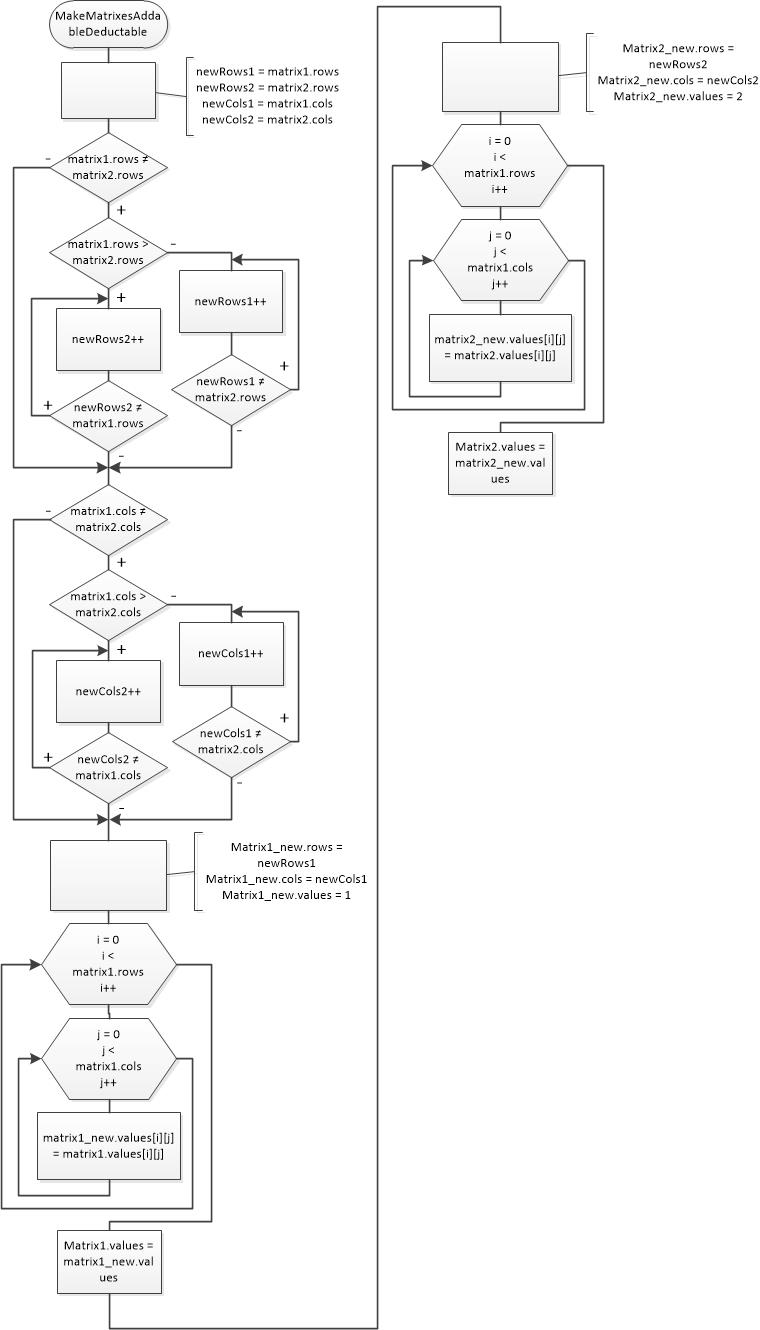 MakeMatrixesAdda
bleDeductable
newRows1 = matrix1.rows
newRows2 = matrix2.rows
newCols1 = matrix1.cols
newCols2 = matrix2.cols
matrix1.rows ≠
matrix2.rows
-
+
matrix1.rows >
matrix2.rows
-
+
newRows2++
newRows1++
newRows2 ≠
matrix1.rows
+
-
newRows1 ≠
matrix2.rows
+
-
matrix1.cols ≠
matrix2.cols
-
+
matrix1.cols >
matrix2.cols
-
+
newCols2++
newCols1++
newCols2 ≠
matrix1.cols
+
-
newCols1 ≠
matrix2.cols
+
-
Matrix1_new.rows =
newRows1
Matrix1_new.cols = newCols1
Matrix1_new.values = 1
i = 0
i <
matrix1.rows
i++
j = 0
j <
matrix1.cols
j++
matrix1_new.values[i][j]
= matrix1.values[i][j]
Matrix1.values =
matrix1_new.val
ues
Matrix2_new.rows =
newRows2
Matrix2_new.cols = newCols2
Matrix2_new.values = 2
i = 0
i <
matrix1.rows
i++
j = 0
j <
matrix1.cols
j++
matrix2_new.values[i][j]
= matrix2.values[i][j]
Matrix2.values =
matrix2_new.val
ues